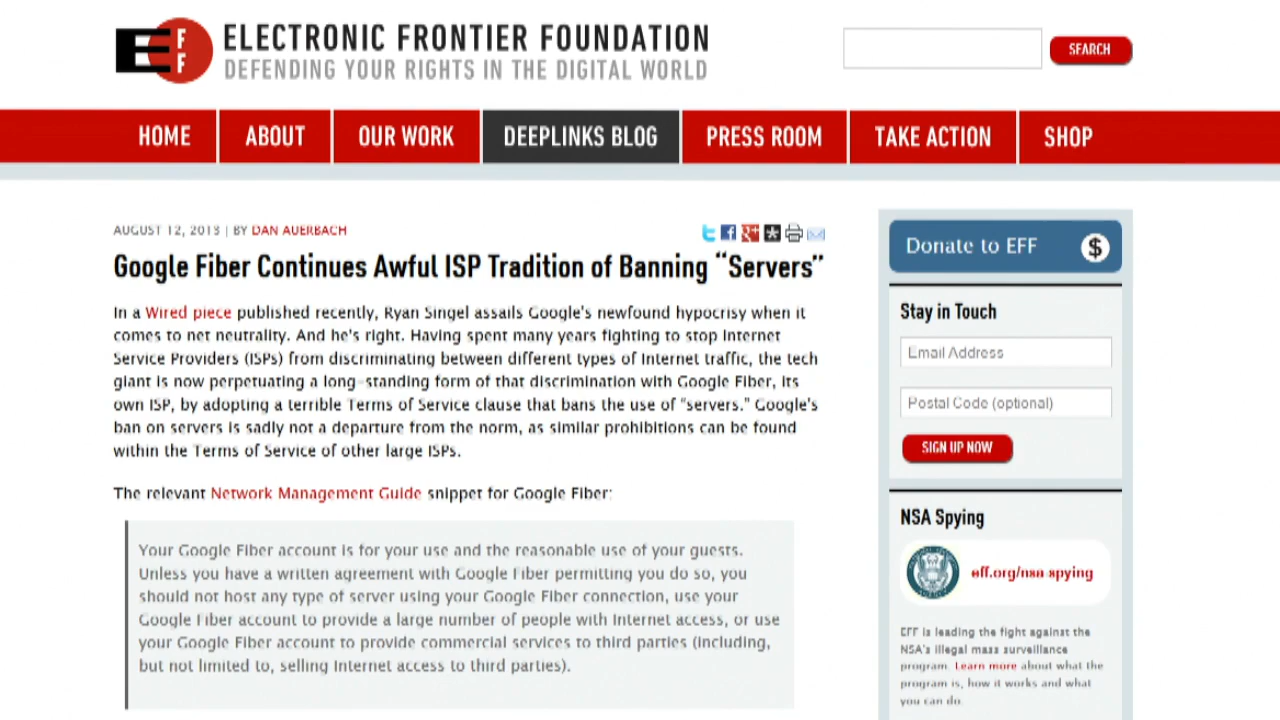 EFF
ELECTRONIC FRONTIER FOUNDATION
DEFENDING YOUR RIGHTS IN THE DIGITAL WORLD
SEARCH
HOME
ABOUT
OUR WORK
DEEPLINKS BLOG
PRESS ROOM
TAKE ACTION
SHOP
AUGUST 12, 2013 | BY DAN AUERBACH
Google Fiber Continues Awful ISP Tradition of Banning “Servers”
In a Wired piece published recently, Ryan Singel assails Google's newfound hypocrisy when it
comes to net neutrality. And he's right. Having spent many years fighting to stop Internet
Service Providers (ISPs) from discriminating between different types of Internet traffic, the tech
giant is now perpetuating a long-standing form of that discrimination with Google Fiber, its
own ISP, by adopting a terrible Terms of Service clause that bans the use of “servers.” Google's
ban on servers is sadly not a departure from the norm, as similar prohibitions can be found
within the Terms of Service of other large ISPs.
The relevant Network Management Guide snippet for Google Fiber:
Your Google Fiber account is for your use and the reasonable use of your guests.
Unless you have a written agreement with Google Fiber permitting you do so, you
should not host any type of server using your Google Fiber connection, use your
Google Fiber account to provide a large number of people with Internet access, or use
your Google Fiber account to provide commercial services to third parties (including,
but not limited to, selling Internet access to third parties).
Donate to EFF
$
Stay in Touch
Email Address
Postal Code (optional)
SIGN UP NOW
NSA Spying
eff.org/nsa-spying
EFF is leading the fight against the
NSA's illegal mass surveillance
program. Learn more about what the
program is, how it works and what
you can do.